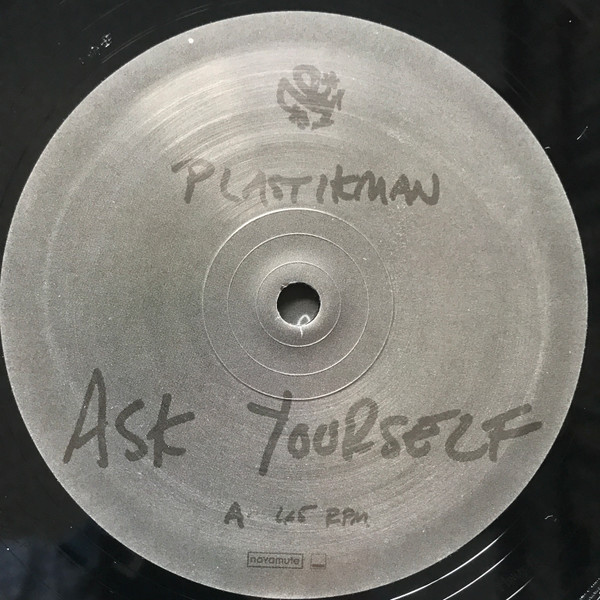 PLASTIKMAN
ASK YOURSELF
A 45 RPM
novamute